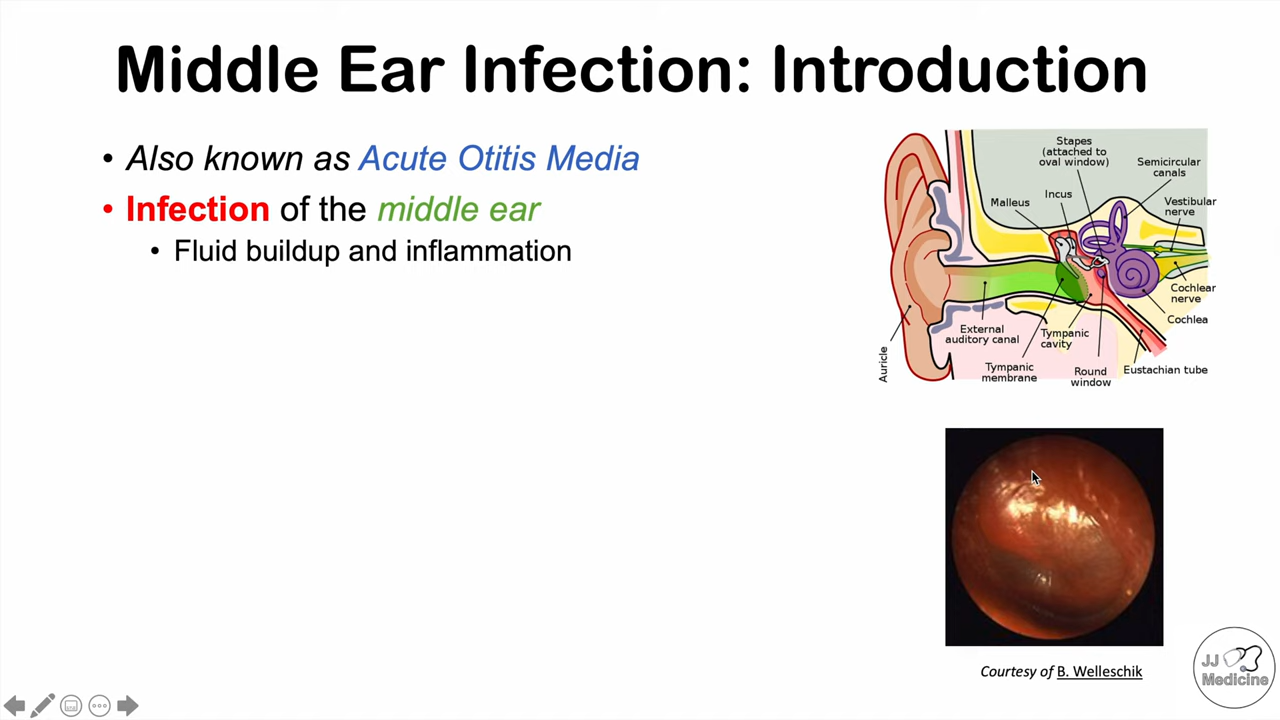 Middle Ear Infection: Introduction
• Also known as Acute Otitis Media
• Infection of the middle ear
• Fluid buildup and inflammation
Stapes
(attached to
oval window)
Semicircular
canals
Incus
Malleus
Vestibular
nerve
Cochlear
nerve
Cochlea
External
auditory canal
Tympanic
cavity
Auricle
Tympanic
membrane
Round
window
Eustachian tube
Courtesy of B. Welleschik
JJ
Medicine